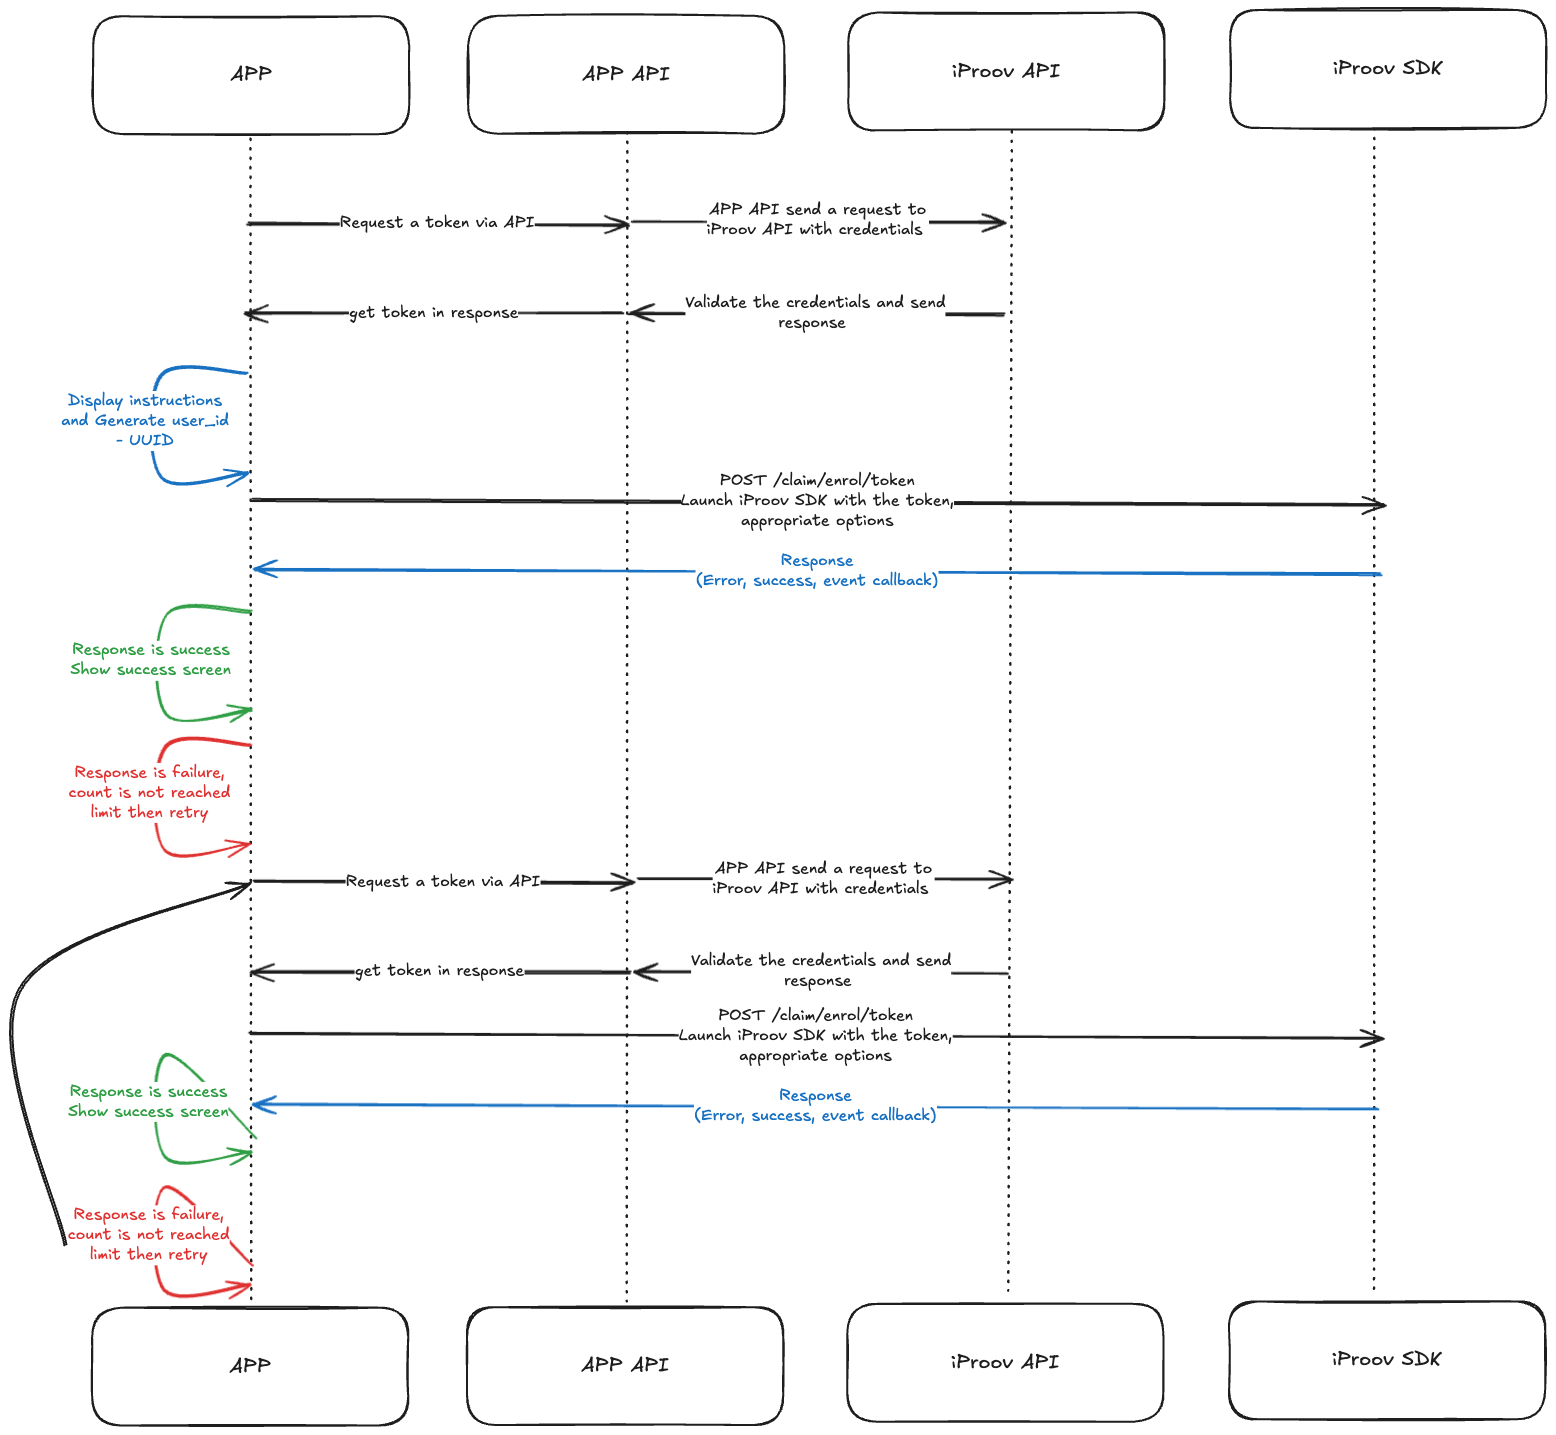 APP
APP API
iProov API
iProov SDK
Request a token via API
APP API send a request to
iProov API with credentials
get token in response
Validate the credentials and send
response
Display instructions
and Generate user_id
- UUID
POST /claim/enrol/token
Launch iProov SDK with the token,
appropriate options
Response
(Error, success, event callback)
Response is success
Show success screen
Response is failure,
count is not reached
limit then retry
Request a token via API
APP API send a request to
iProov API with credentials
get token in response
Validate the credentials and send
response
POST /claim/enrol/token
Launch iProov SDK with the token,
appropriate options
Response is success
Show success screen
Response
(Error, success, event callback)
Response is failure,
count is not reached
limit then retry
APP
APP API
iProov API
iProov SDK